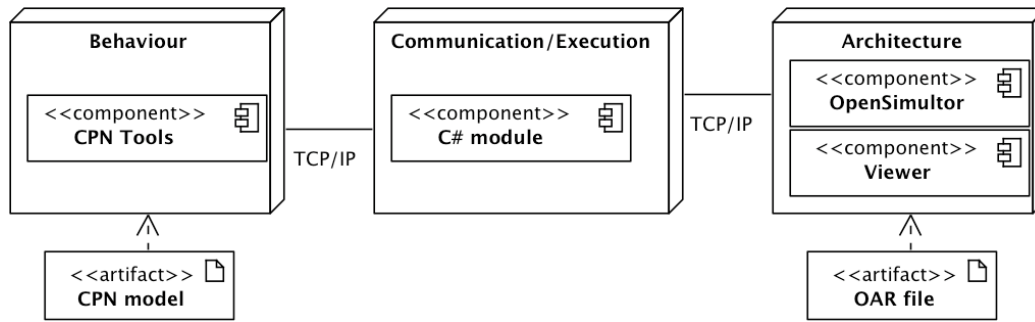 Behaviour
<<component>>
CPN Tools
TCP/IP
<<artifact>>
CPN model
Communication/Execution
<<component>>
C# module
TCP/IP
Architecture
<<component>>
OpenSimultor
<<component>>
Viewer
<<artifact>>
OAR file